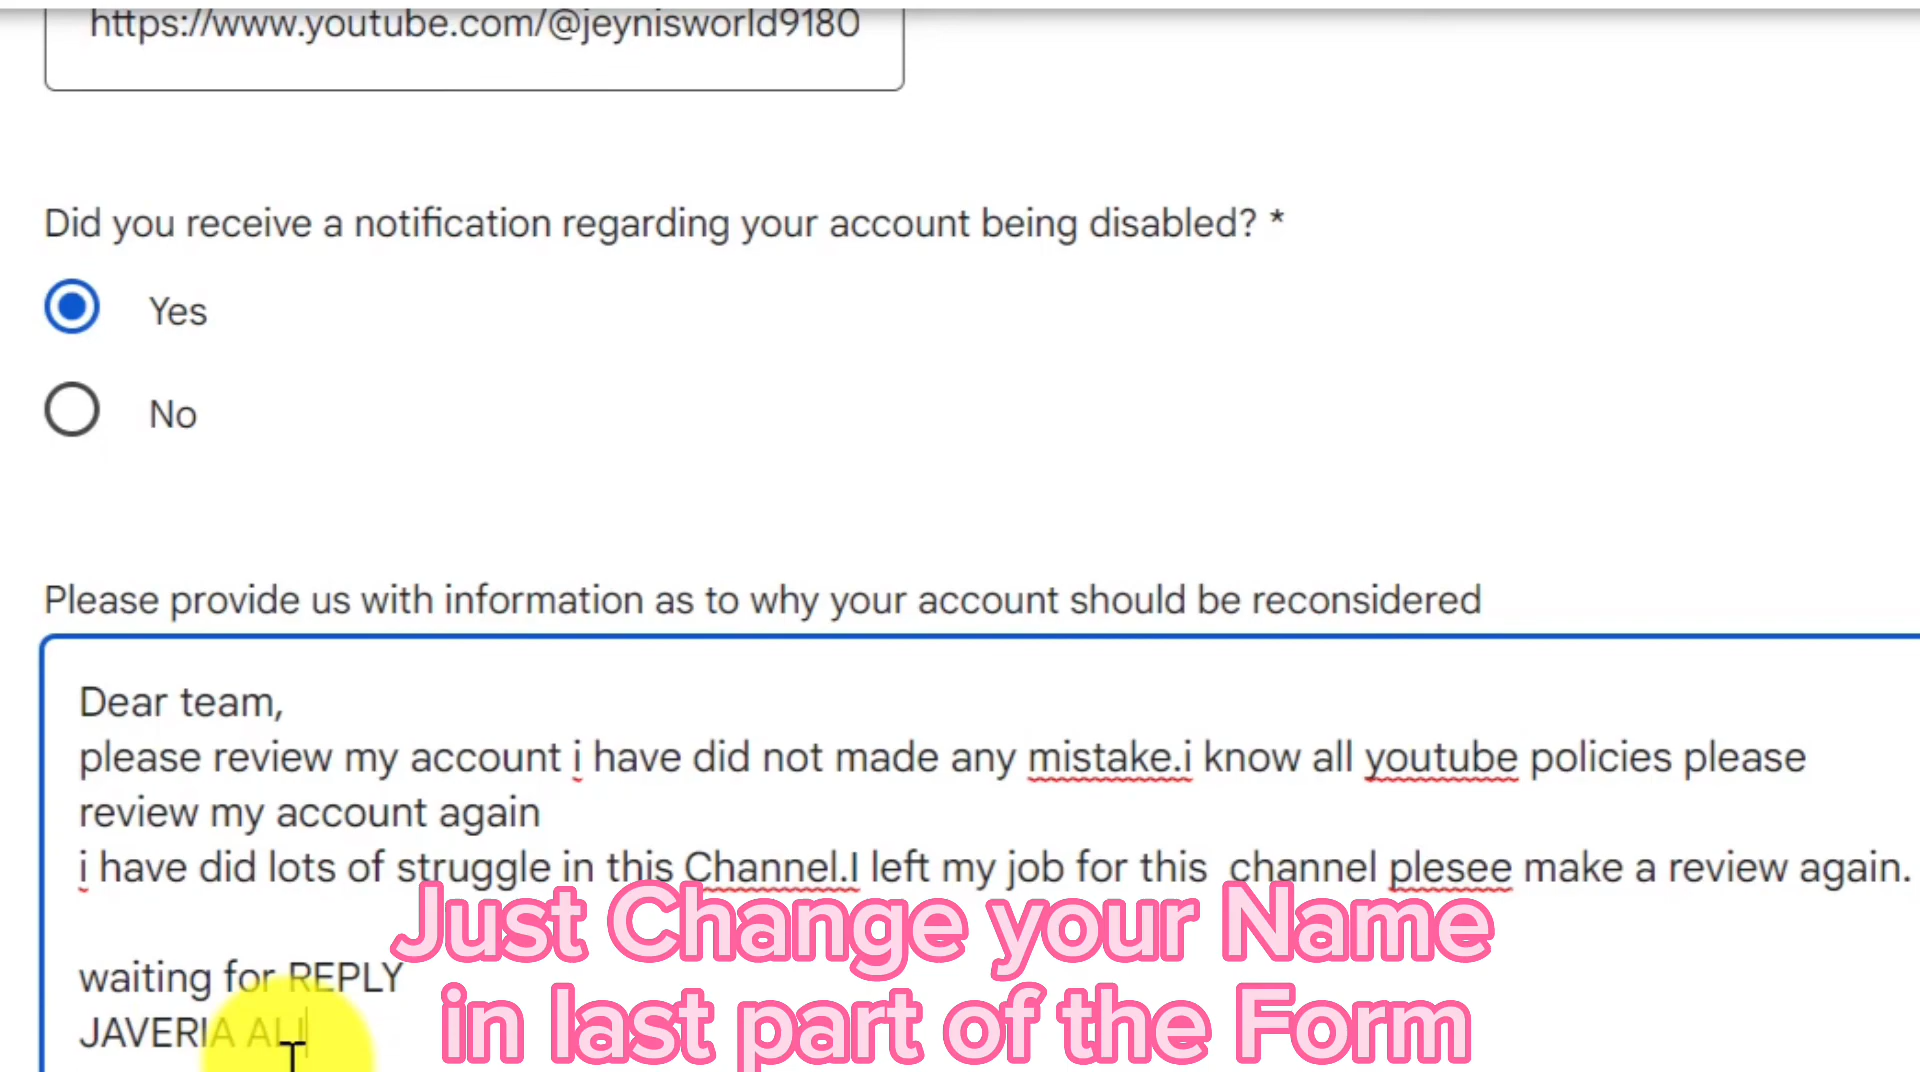 https://www.youtube.com/@jeynisworld9180
Did you receive a notification regarding your account being disabled? *
Yes
No
Please provide us with information as to why your account should be reconsidered
Dear team,
please review my account i have did not made any mistake.i know all youtube policies please
review my account again
i have did lots of struggle in this Channel.I left my job for this  channel plesee make a review again.
waiting for REPLY
JAVERIA ALI
Just Change your Name
in last part of the Form